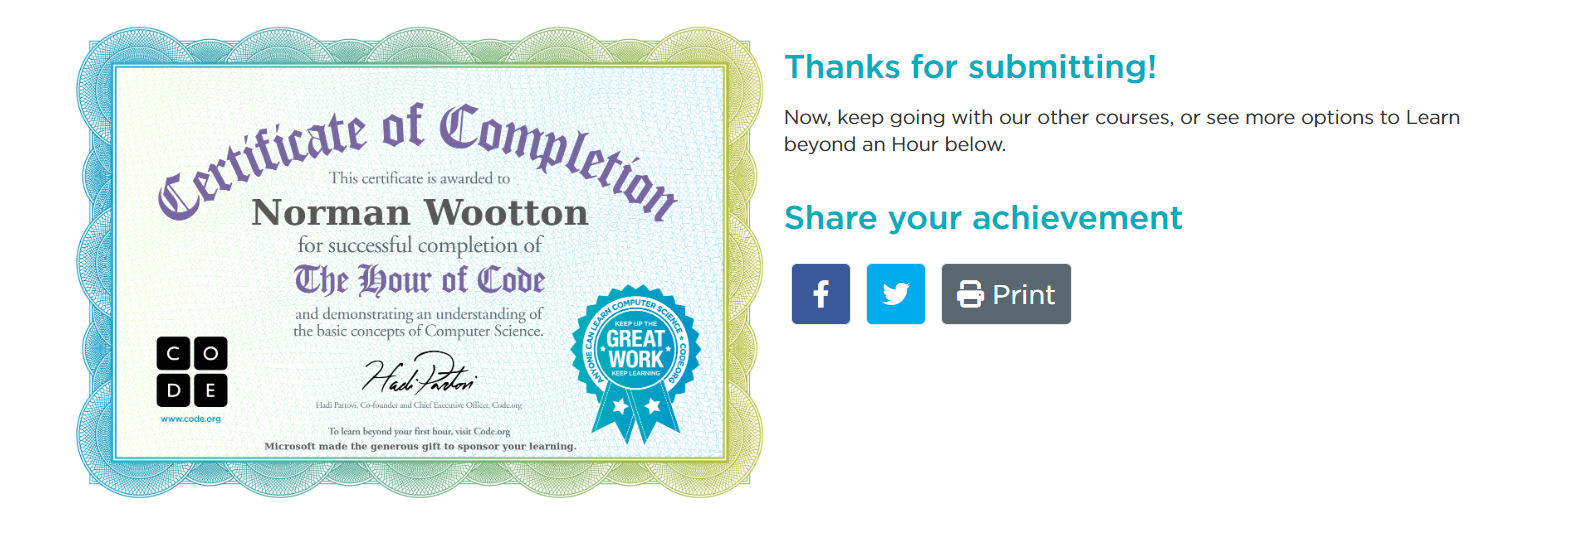 Certificate of Completion
This certificate is awarded to
Norman Wootton
for successful completion of
The Hour of Code
and demonstrating an understanding of
the basic concepts of Computer Science.
C O
D E
www.code.org
Hadi Partovi
Hadi Partovi, Co-founder and Chief Executive Officer, Code.org
To learn beyond your first hour, visit Code.org
Microsoft made the generous gift to sponsor your learning.
ANYONE CAN LEARN COMPUTER SCIENCE • CODE.ORG
KEEP UP THE
GREAT
WORK
KEEP LEARNING
Thanks for submitting!
Now, keep going with our other courses, or see more options to Learn
beyond an Hour below.
Share your achievement
Print